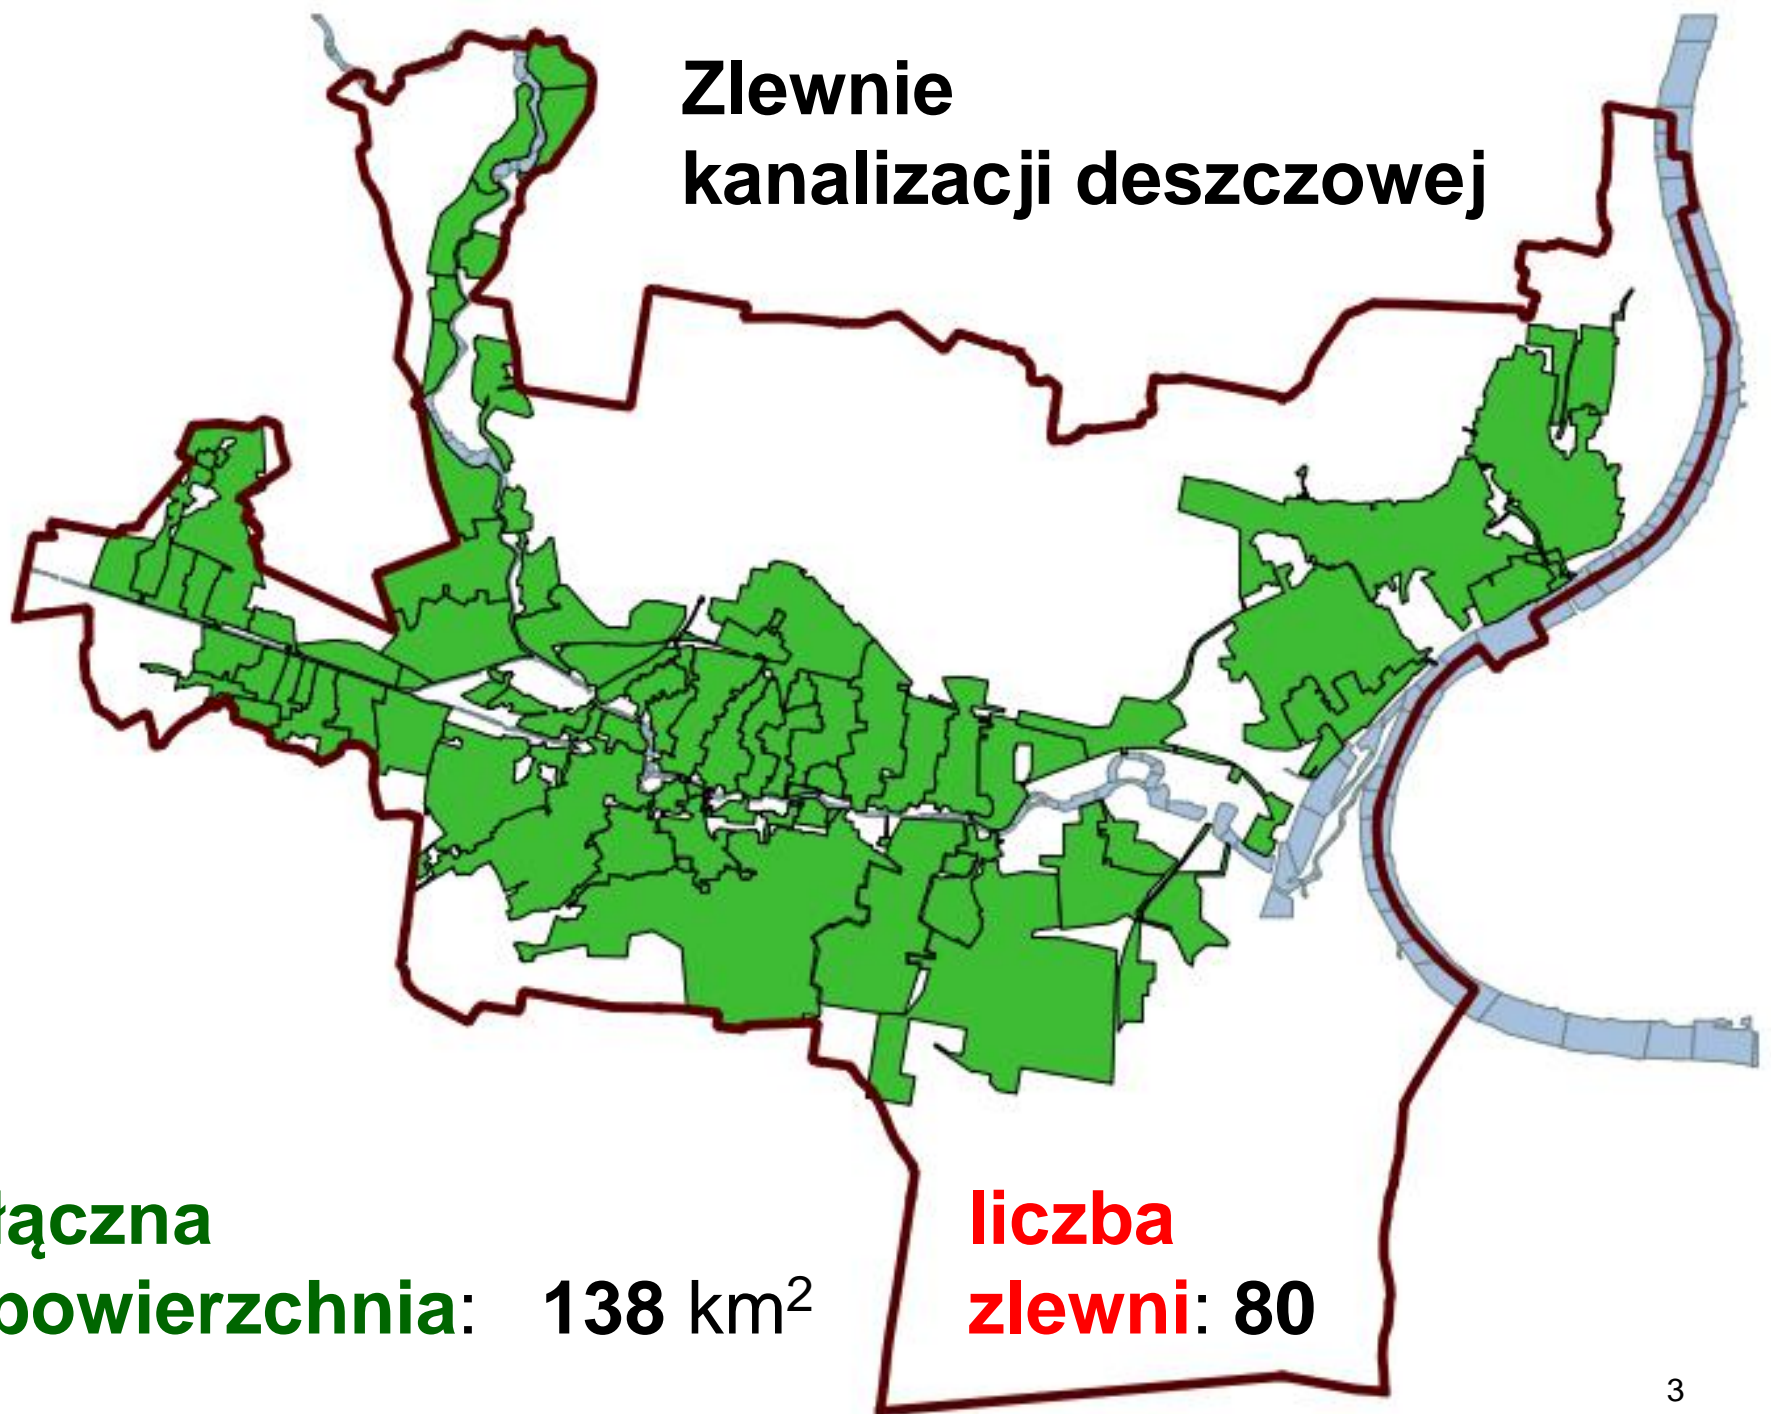 Zlewnie
kanalizacji deszczowej
łączna
powierzchnia: 138 km²
liczba
zlewni: 80
3